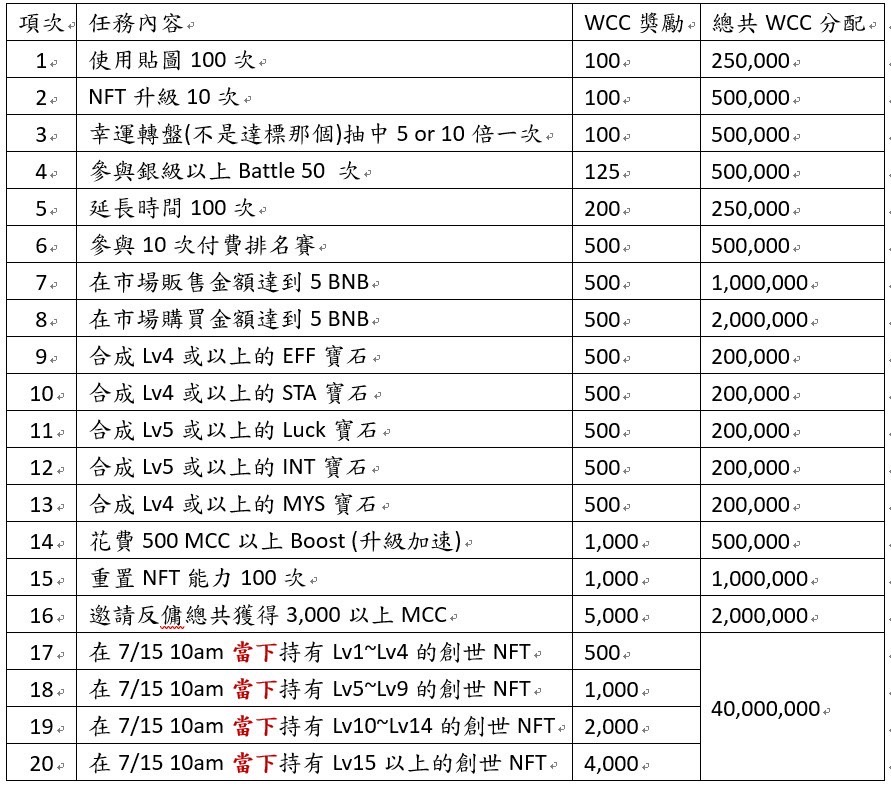 項次 任務內容 WCC 獎勵 總共 WCC 分配
1 使用貼圖 100 次 100 250,000
2 NFT 升級 10 次 100 500,000
3 幸運轉盤(不是達標那個)抽中 5 or 10 倍一次 100 500,000
4 參與銀級以上 Battle 50 次 125 500,000
5 延長時間 100 次 200 250,000
6 參與 10 次付費排名賽 500 500,000
7 在市場販售金額達到 5 BNB 500 1,000,000
8 在市場購買金額達到 5 BNB 500 2,000,000
9 合成 Lv4 或以上的 EFF 寶石 500 200,000
10 合成 Lv4 或以上的 STA 寶石 500 200,000
11 合成 Lv5 或以上的 Luck 寶石 500 200,000
12 合成 Lv5 或以上的 INT 寶石 500 200,000
13 合成 Lv4 或以上的 MYS 寶石 500 200,000
14 花費 500 MCC 以上 Boost (升級加速) 1,000 500,000
15 重置 NFT 能力 100 次 1,000 1,000,000
16 邀請反傭總共獲得 3,000 以上 MCC 5,000 2,000,000
17 在 7/15 10am 當下持有 Lv1~Lv4 的創世 NFT 500
18 在 7/15 10am 當下持有 Lv5~Lv9 的創世 NFT 1,000
40,000,000
19 在 7/15 10am 當下持有 Lv10~Lv14 的創世 NFT 2,000
20 在 7/15 10am 當下持有 Lv15 以上的創世 NFT 4,000